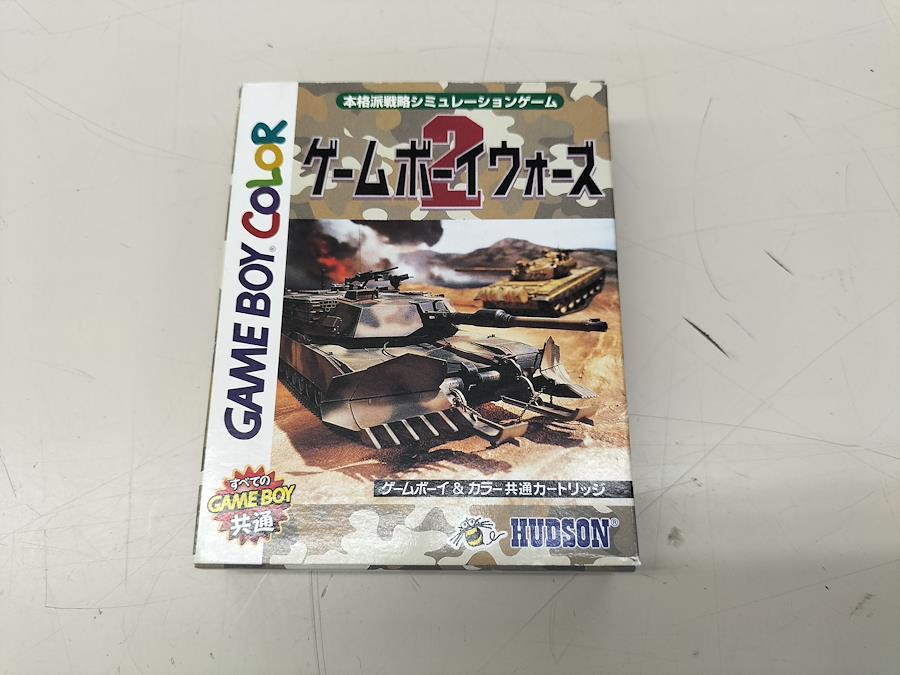 本格派戦略シミュレーションゲーム
ゲームボーイウォーズ
2
GAME BOY® COLOR
すべての
GAME BOY
共通
ゲームボーイ & カラー共通カートリッジ
HUDSON®